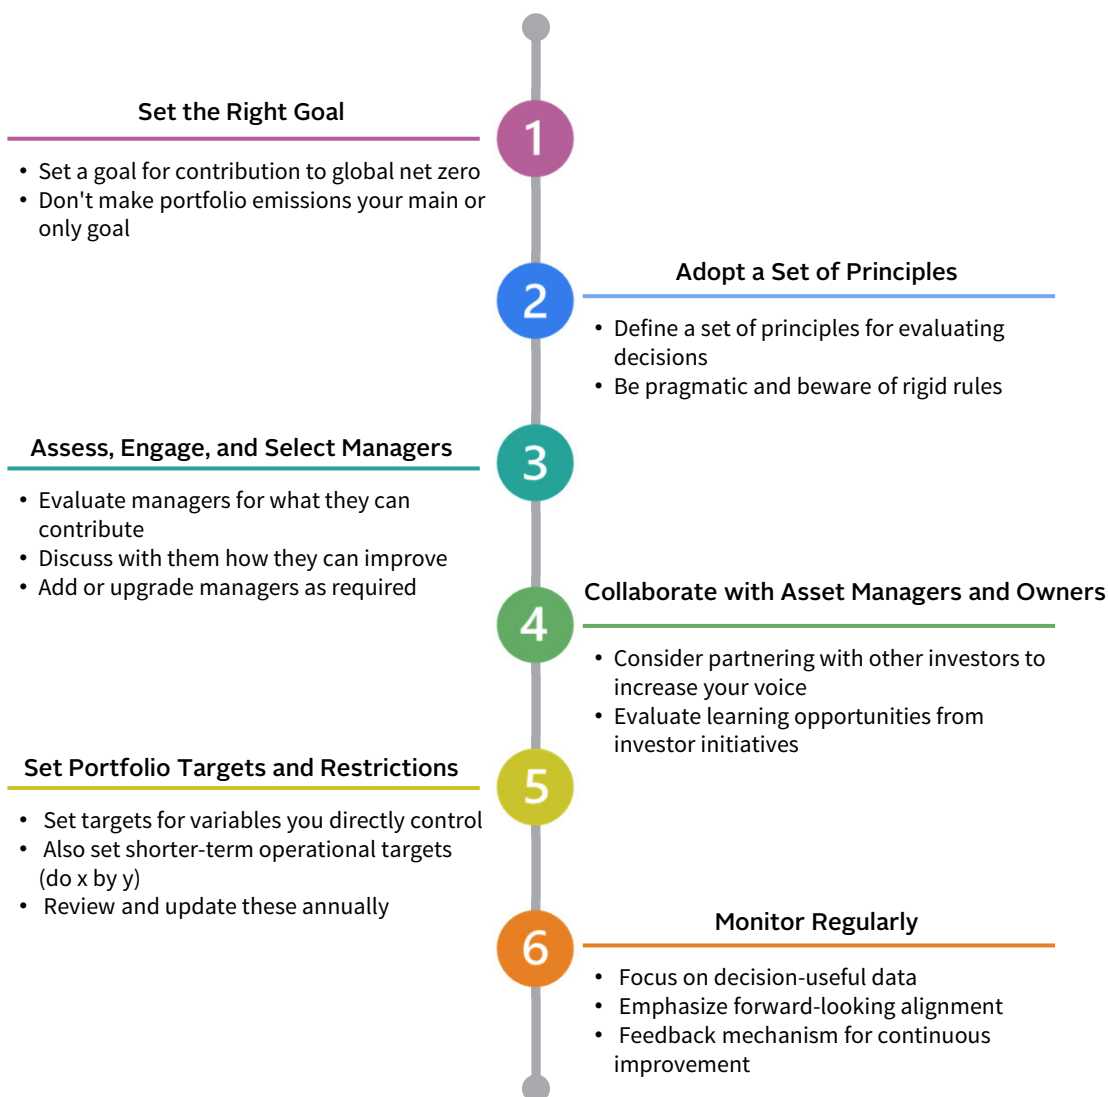 Set the Right Goal
1
• Set a goal for contribution to global net zero
• Don't make portfolio emissions your main or
only goal
Adopt a Set of Principles
2
• Define a set of principles for evaluating
decisions
• Be pragmatic and beware of rigid rules
Assess, Engage, and Select Managers
3
• Evaluate managers for what they can
contribute
• Discuss with them how they can improve
• Add or upgrade managers as required
Collaborate with Asset Managers and Owners
4
• Consider partnering with other investors to
increase your voice
• Evaluate learning opportunities from
investor initiatives
Set Portfolio Targets and Restrictions
5
• Set targets for variables you directly control
• Also set shorter-term operational targets
(do x by y)
• Review and update these annually
Monitor Regularly
6
• Focus on decision-useful data
• Emphasize forward-looking alignment
• Feedback mechanism for continuous
improvement